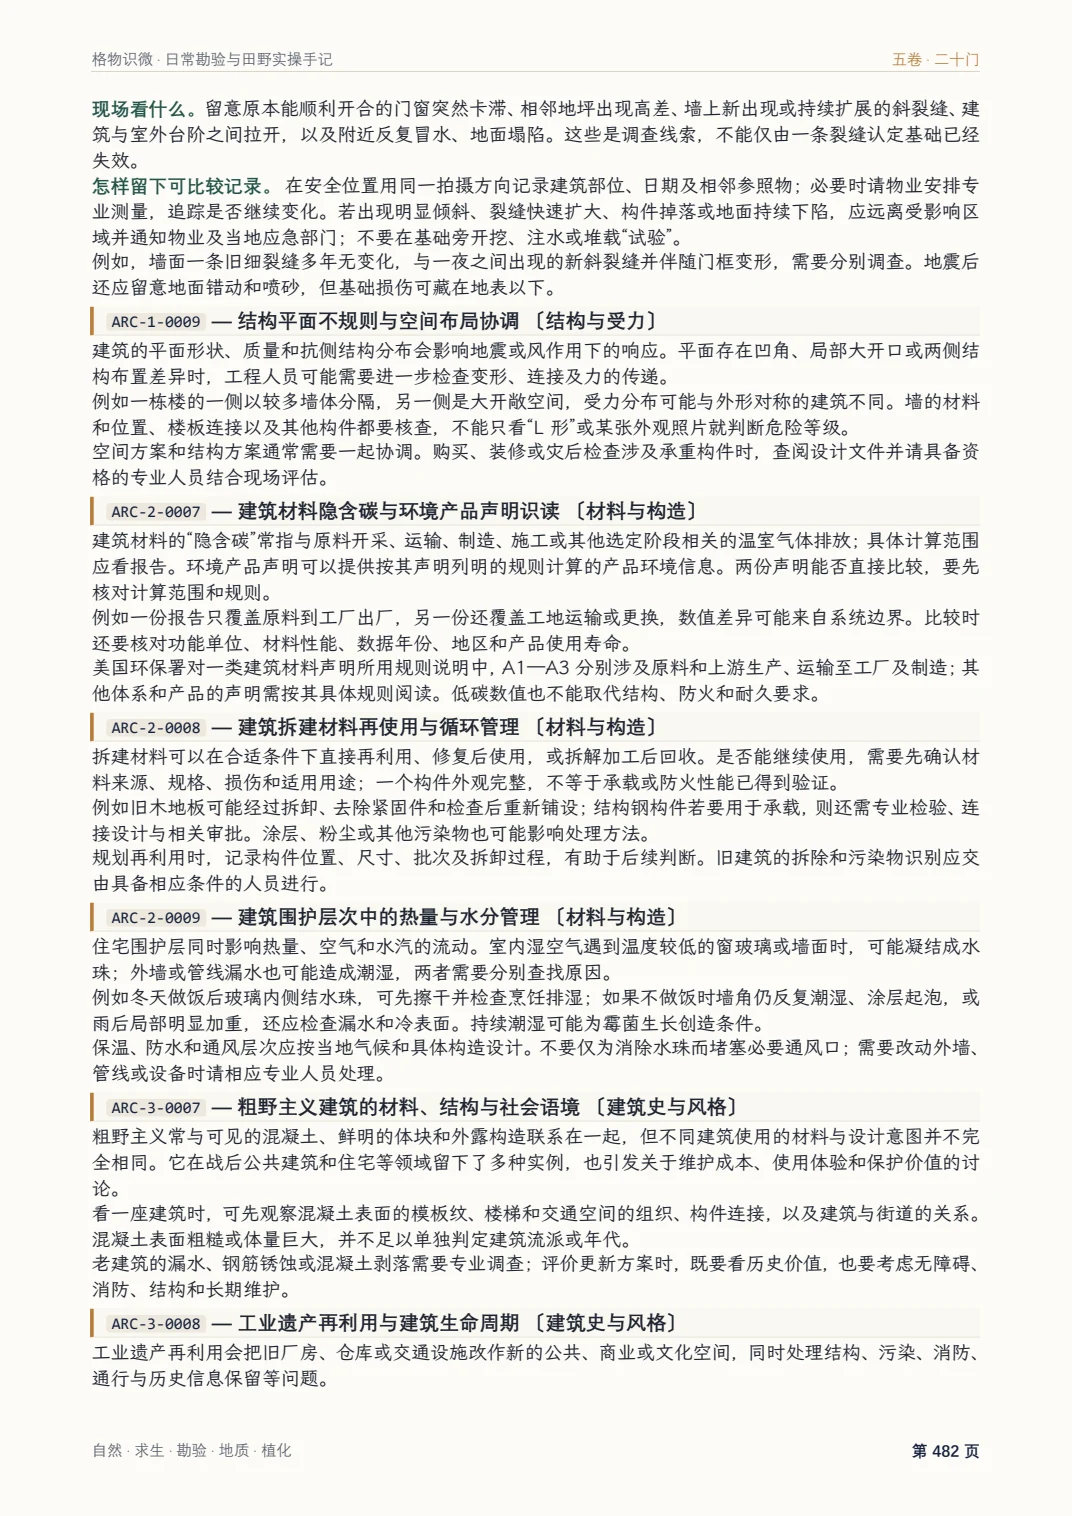 格物识微 · 日常勘验与田野实操手记
五卷 · 二十门
现场看什么。留意原本能顺利开合的门窗突然卡滞、相邻地坪出现高差、墙上新出现或持续扩展的斜裂缝、建
筑与室外台阶之间拉开，以及附近反复冒水、地面塌陷。这些是调查线索，不能仅由一条裂缝认定基础已经
失效。
怎样留下可比较记录。 在安全位置用同一拍摄方向记录建筑部位、日期及相邻参照物；必要时请物业安排专
业测量，追踪是否继续变化。若出现明显倾斜、裂缝快速扩大、构件掉落或地面持续下陷，应远离受影响区
域并通知物业及当地应急部门；不要在基础旁开挖、注水或堆载“试验”。
例如，墙面一条旧细裂缝多年无变化，与一夜之间出现的新斜裂缝并伴随门框变形，需要分别调查。地震后
还应留意地面错动和喷砂，但基础损伤可藏在地表以下。
ARC-1-0009 — 结构平面不规则与空间布局协调 〔结构与受力〕
建筑的平面形状、质量和抗侧结构分布会影响地震或风作用下的响应。平面存在凹角、局部大开口或两侧结
构布置差异时，工程人员可能需要进一步检查变形、连接及力的传递。
例如一栋楼的一侧以较多墙体分隔，另一侧是大开敞空间，受力分布可能与外形对称的建筑不同。墙的材料
和位置、楼板连接以及其他构件都要核查，不能只看“L 形”或某张外观照片就判断危险等级。
空间方案和结构方案通常需要一起协调。购买、装修或灾后检查涉及承重构件时，查阅设计文件并请具备资
格的专业人员结合现场评估。
ARC-2-0007 — 建筑材料隐含碳与环境产品声明识读 〔材料与构造〕
建筑材料的“隐含碳”常指与原料开采、运输、制造、施工或其他选定阶段相关的温室气体排放；具体计算范围
应看报告。环境产品声明可以提供按其声明列明的规则计算的产品环境信息。两份声明能否直接比较，要先
核对计算范围和规则。
例如一份报告只覆盖原料到工厂出厂，另一份还覆盖工地运输或更换，数值差异可能来自系统边界。比较时
还要核对功能单位、材料性能、数据年份、地区和产品使用寿命。
美国环保署对一类建筑材料声明所用规则说明中，A1—A3 分别涉及原料和上游生产、运输至工厂及制造；其
他体系和产品的声明需按其具体规则阅读。低碳数值也不能取代结构、防火和耐久要求。
ARC-2-0008 — 建筑拆建材料再使用与循环管理 〔材料与构造〕
拆建材料可以在合适条件下直接再利用、修复后使用，或拆解加工后回收。是否能继续使用，需要先确认材
料来源、规格、损伤和适用用途；一个构件外观完整，不等于承载或防火性能已得到验证。
例如旧木地板可能经过拆卸、去除紧固件和检查后重新铺设；结构钢构件若要用于承载，则还需专业检验、连
接设计与相关审批。涂层、粉尘或其他污染物也可能影响处理方法。
规划再利用时，记录构件位置、尺寸、批次及拆卸过程，有助于后续判断。旧建筑的拆除和污染物识别应交
由具备相应条件的人员进行。
ARC-2-0009 — 建筑围护层次中的热量与水分管理 〔材料与构造〕
住宅围护层同时影响热量、空气和水汽的流动。室内湿空气遇到温度较低的窗玻璃或墙面时，可能凝结成水
珠；外墙或管线漏水也可能造成潮湿，两者需要分别查找原因。
例如冬天做饭后玻璃内侧结水珠，可先擦干并检查烹饪排湿；如果不做饭时墙角仍反复潮湿、涂层起泡，或
雨后局部明显加重，还应检查漏水和冷表面。持续潮湿可能为霉菌生长创造条件。
保温、防水和通风层次应按当地气候和具体构造设计。不要仅为消除水珠而堵塞必要通风口；需要改动外墙、
管线或设备时请相应专业人员处理。
ARC-3-0007 — 粗野主义建筑的材料、结构与社会语境 〔建筑史与风格〕
粗野主义常与可见的混凝土、鲜明的体块和外露构造联系在一起，但不同建筑使用的材料与设计意图并不完
全相同。它在战后公共建筑和住宅等领域留下了多种实例，也引发关于维护成本、使用体验和保护价值的讨
论。
看一座建筑时，可先观察混凝土表面的模板纹、楼梯和交通空间的组织、构件连接，以及建筑与街道的关系。
混凝土表面粗糙或体量巨大，并不足以单独判定建筑流派或年代。
老建筑的漏水、钢筋锈蚀或混凝土剥落需要专业调查；评价更新方案时，既要看历史价值，也要考虑无障碍、
消防、结构和长期维护。
ARC-3-0008 — 工业遗产再利用与建筑生命周期 〔建筑史与风格〕
工业遗产再利用会把旧厂房、仓库或交通设施改作新的公共、商业或文化空间，同时处理结构、污染、消防、
通行与历史信息保留等问题。
自然 · 求生 · 勘验 · 地质 · 植化
第 482 页